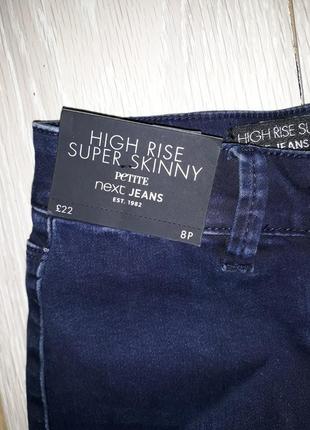 HIGH RISE
SUPER SKINNY
PETITE
next JEANS
EST. 1982
£22
8P
HIGH RISE SU
JEANS